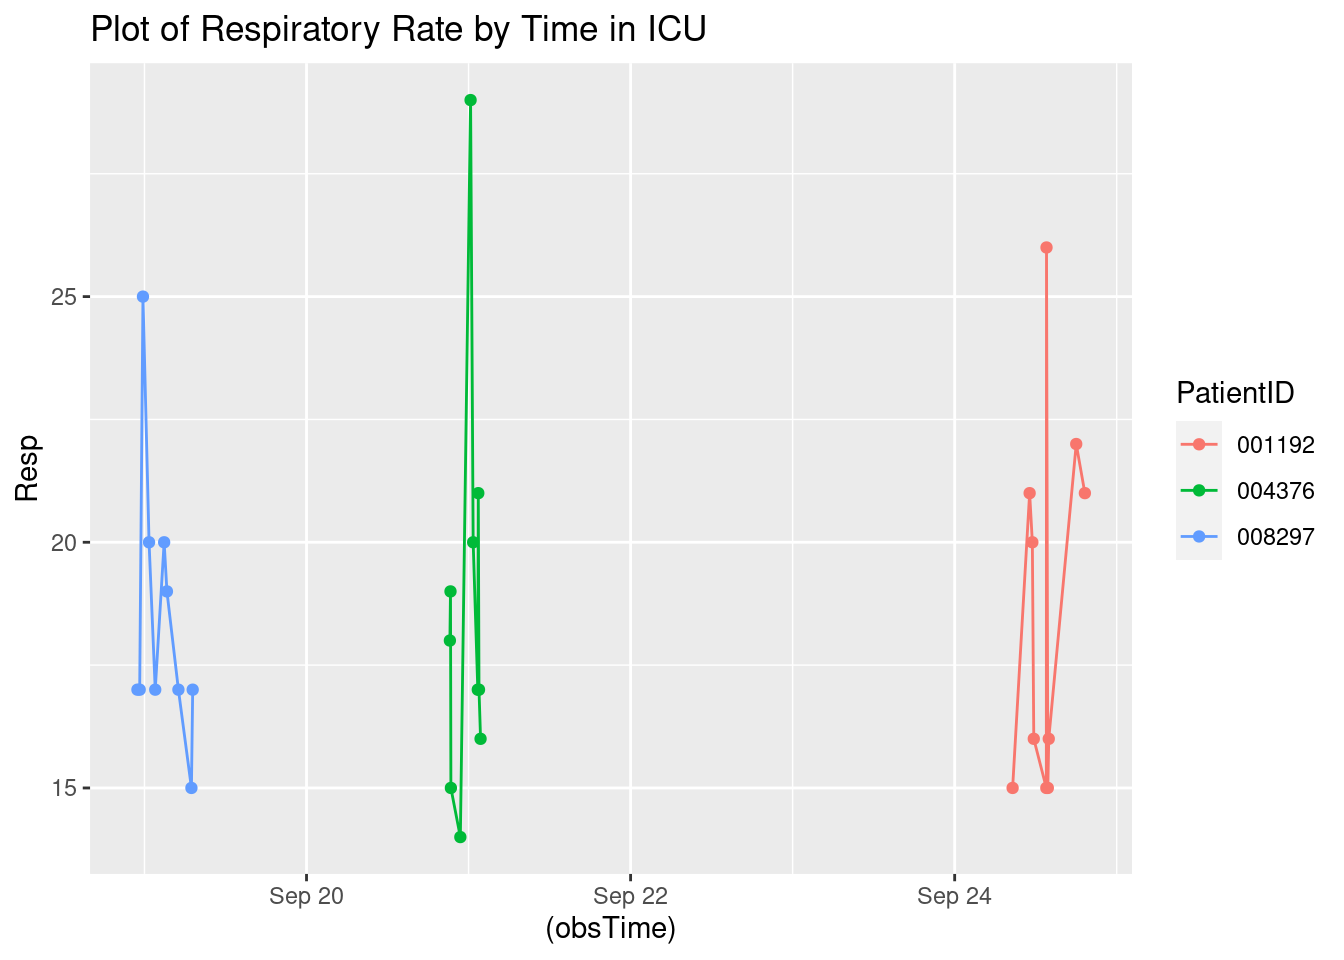 Plot of Respiratory Rate by Time in ICU
25
20
15
Resp
Sep 20
Sep 22
Sep 24
(obsTime)
PatientID
001192
004376
008297